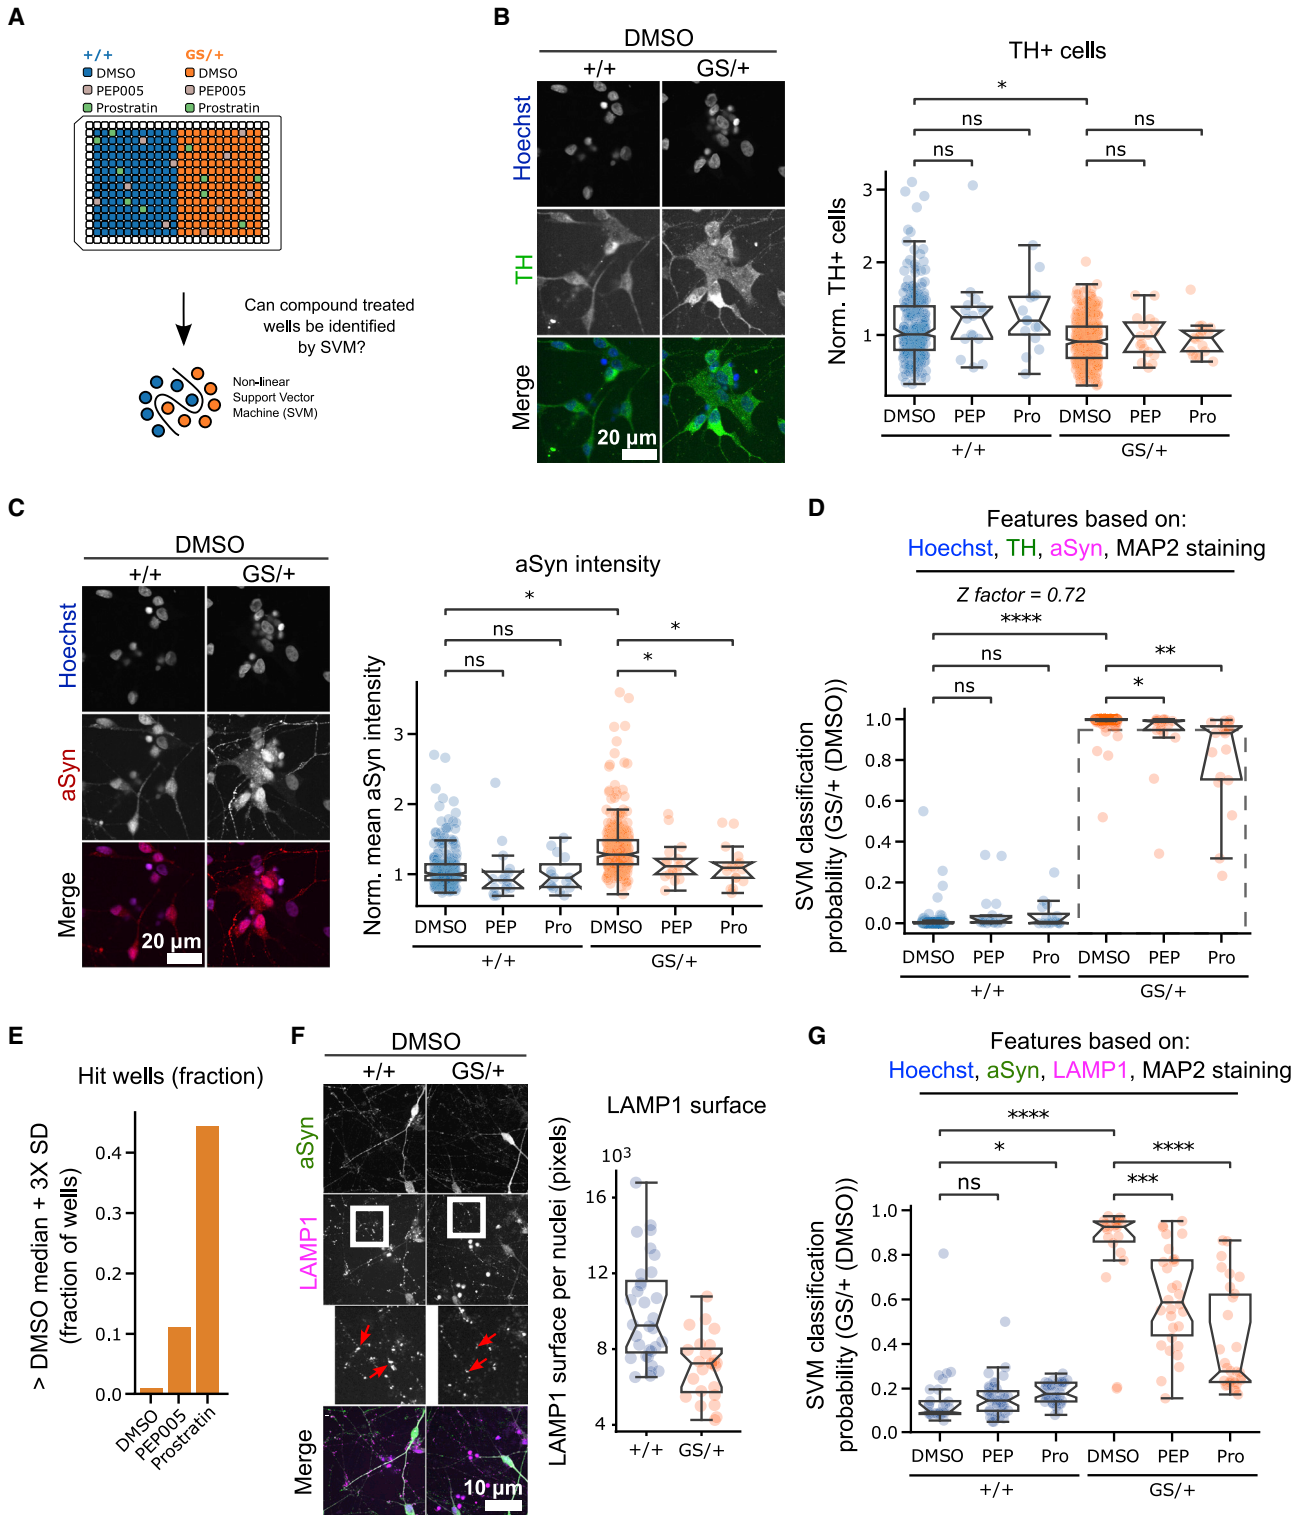 A
+/+
GS/+
DMSO
DMSO
PEP005
PEP005
Prostratin
Prostratin
Can compound treated
wells be identified
by SVM?
Non-linear
Support Vector
Machine (SVM)
B
DMSO
+/+
GS/+
Hoechst
TH
Merge
20 µm
TH+ cells
*
ns
ns
ns
ns
Norm. TH+ cells
3
2
1
DMSO
PEP
Pro
DMSO
PEP
Pro
+/+
GS/+
C
DMSO
+/+
GS/+
Hoechst
aSyn
Merge
20 µm
aSyn intensity
*
ns
*
ns
*
Norm. mean aSyn intensity
3
2
1
DMSO
PEP
Pro
DMSO
PEP
Pro
+/+
GS/+
D
Features based on:
Hoechst, TH, aSyn, MAP2 staining
Z factor = 0.72
****
ns
**
ns
*
SVM classification
probability (GS/+ (DMSO))
1.0
0.8
0.6
0.4
0.2
0.0
DMSO
PEP
Pro
DMSO
PEP
Pro
+/+
GS/+
E
Hit wells (fraction)
> DMSO median + 3X SD
(fraction of wells)
0.4
0.3
0.2
0.1
0.0
DMSO
PEP005
Prostratin
F
DMSO
+/+
GS/+
aSyn
LAMP1
Merge
10 µm
LAMP1 surface
LAMP1 surface per nuclei (pixels)
10³
16
12
8
4
+/+
GS/+
G
Features based on:
Hoechst, aSyn, LAMP1, MAP2 staining
****
*
****
ns
***
SVM classification
probability (GS/+ (DMSO))
1.0
0.8
0.6
0.4
0.2
0.0
DMSO
PEP
Pro
DMSO
PEP
Pro
+/+
GS/+